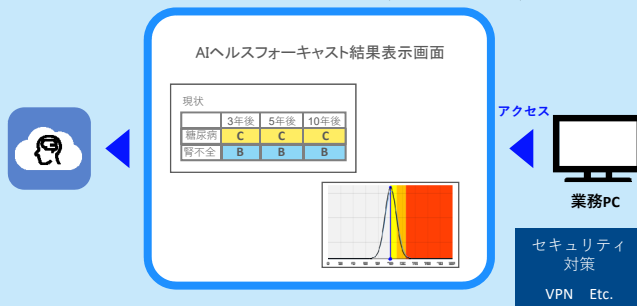 AIヘルスフォーキャスト結果表示画面
現状
3年後 5年後 10年後
糖尿病 C C C
腎不全 B B B
アクセス
業務PC
セキュリティ
対策
VPN Etc.